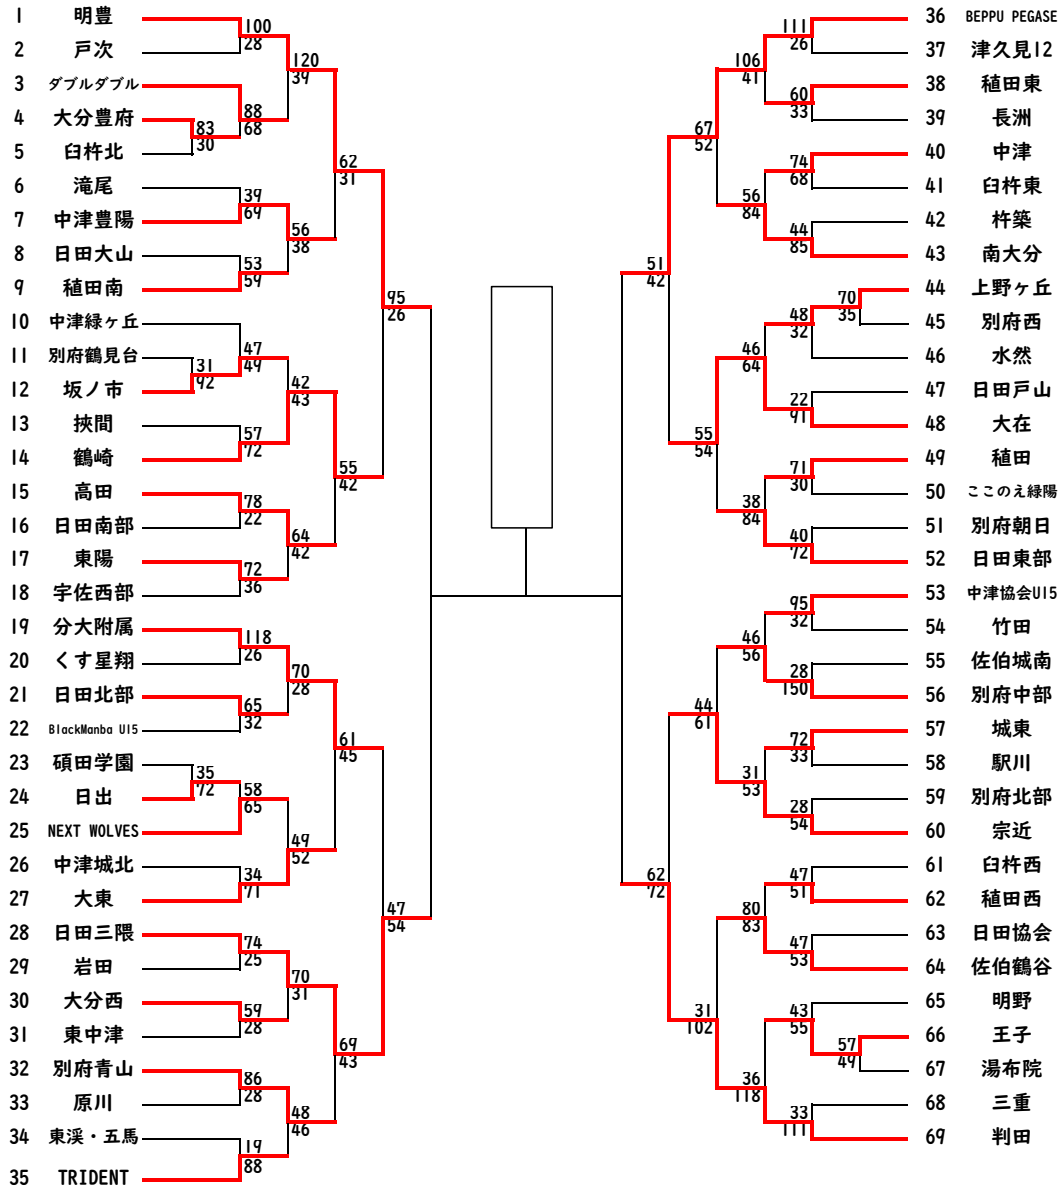 1 明豊
2 戸次
3 ダブルダブル
4 大分豊府
5 臼杵北
6 滝尾
7 中津豊陽
8 日田大山
9 稙田南
10 中津緑ヶ丘
11 別府鶴見台
12 坂ノ市
13 挾間
14 鶴崎
15 高田
16 日田南部
17 東陽
18 宇佐西部
19 分大附属
20 くす星翔
21 日田北部
22 BlackManba U15
23 碩田学園
24 日出
25 NEXT WOLVES
26 中津城北
27 大東
28 日田三隈
29 岩田
30 大分西
31 東中津
32 別府青山
33 原川
34 東渓・五馬
35 TRIDENT
100
28
88
68
83
30
39
69
53
59
47
49
31
92
57
72
78
22
72
36
118
26
65
32
35
72
58
65
34
71
74
25
59
28
86
28
19
88
120
39
56
38
42
43
64
42
70
28
49
52
70
31
48
46
62
31
55
42
61
45
69
43
95
26
47
54
51
42
62
72
67
52
55
54
44
61
31
102
106
41
56
84
46
64
38
84
46
56
31
53
80
83
36
118
111
26
60
33
74
68
44
85
48
32
70
35
22
91
71
30
40
72
95
32
28
150
72
33
28
54
47
51
47
53
43
55
57
49
33
111
36 BEPPU PEGASE
37 津久見12
38 稙田東
39 長洲
40 中津
41 臼杵東
42 杵築
43 南大分
44 上野ヶ丘
45 別府西
46 水然
47 日田戸山
48 大在
49 稙田
50 ここのえ緑陽
51 別府朝日
52 日田東部
53 中津協会U15
54 竹田
55 佐伯城南
56 別府中部
57 城東
58 駅川
59 別府北部
60 宗近
61 臼杵西
62 稙田西
63 日田協会
64 佐伯鶴谷
65 明野
66 王子
67 湯布院
68 三重
69 判田